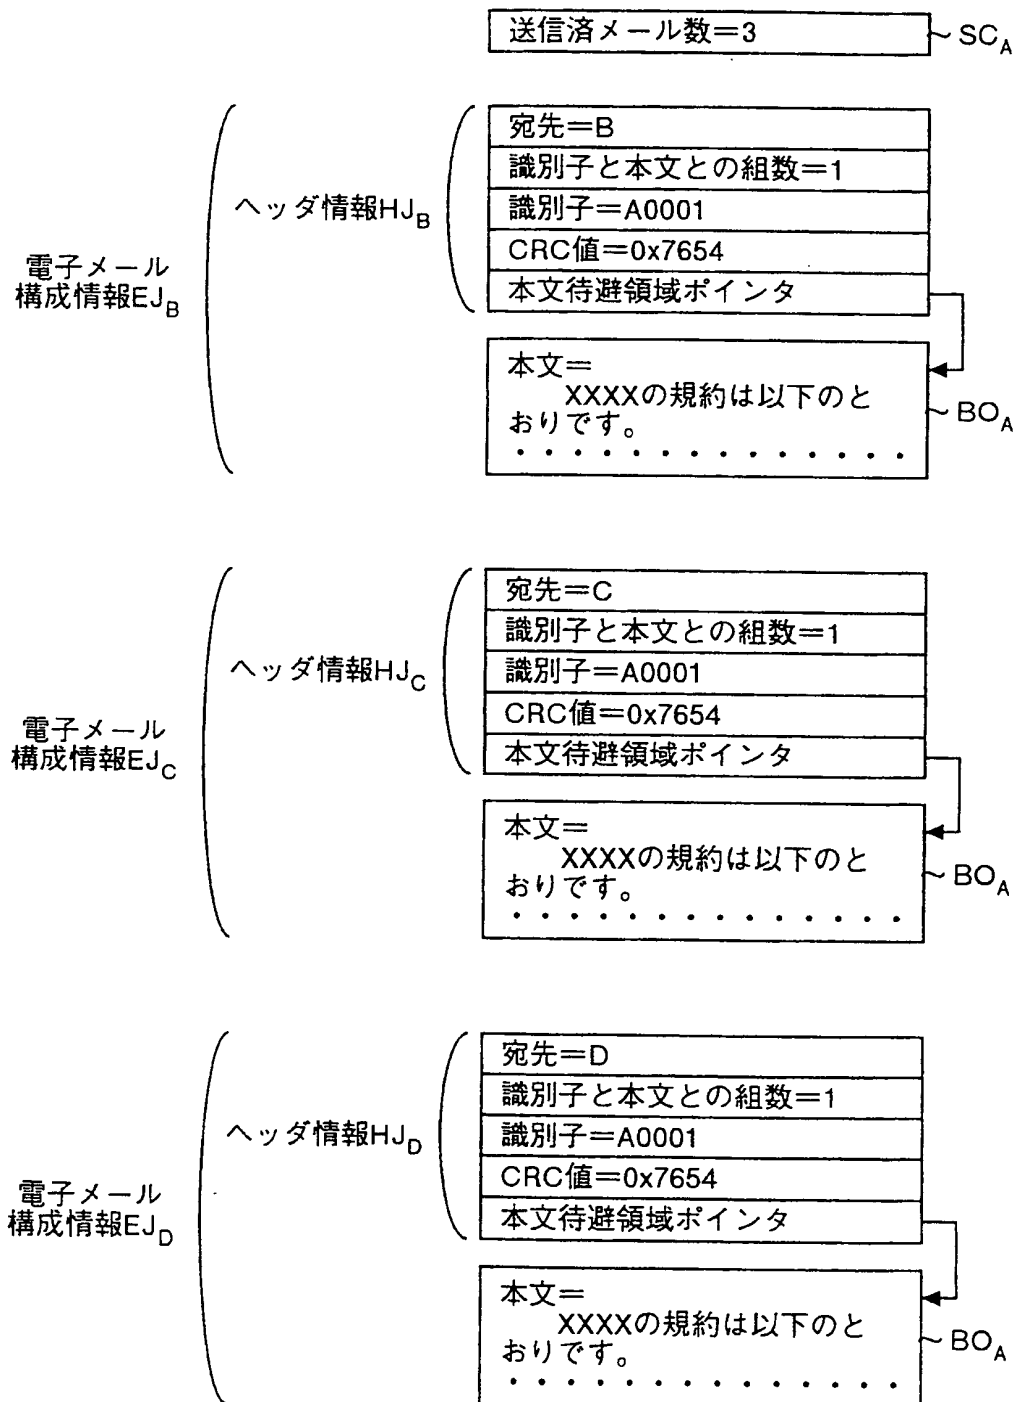 送信済メール数＝3
SCA
電子メール
構成情報EJB
ヘッダ情報HJB
宛先＝B
識別子と本文との組数＝1
識別子＝A0001
CRC値＝0x7654
本文待避領域ポインタ
本文＝
XXXXの規約は以下のと
おりです。
・・・・・・・・・・・・・・
BOA
電子メール
構成情報EJC
ヘッダ情報HJC
宛先＝C
識別子と本文との組数＝1
識別子＝A0001
CRC値＝0x7654
本文待避領域ポインタ
本文＝
XXXXの規約は以下のと
おりです。
・・・・・・・・・・・・・・
BOA
電子メール
構成情報EJD
ヘッダ情報HJD
宛先＝D
識別子と本文との組数＝1
識別子＝A0001
CRC値＝0x7654
本文待避領域ポインタ
本文＝
XXXXの規約は以下のと
おりです。
・・・・・・・・・・・・・・
BOA